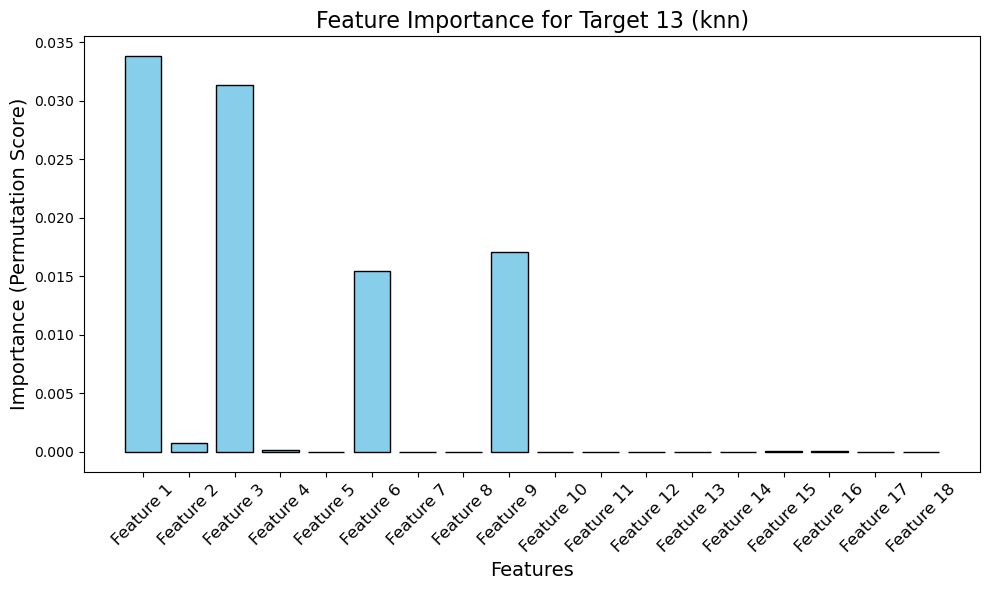 Feature Importance for Target 13 (knn)
Importance (Permutation Score)
0.035
0.030
0.025
0.020
0.015
0.010
0.005
0.000
Feature 1
Feature 2
Feature 3
Feature 4
Feature 5
Feature 6
Feature 7
Feature 8
Feature 9
Feature 10
Feature 11
Feature 12
Feature 13
Feature 14
Feature 15
Feature 16
Feature 17
Feature 18
Features